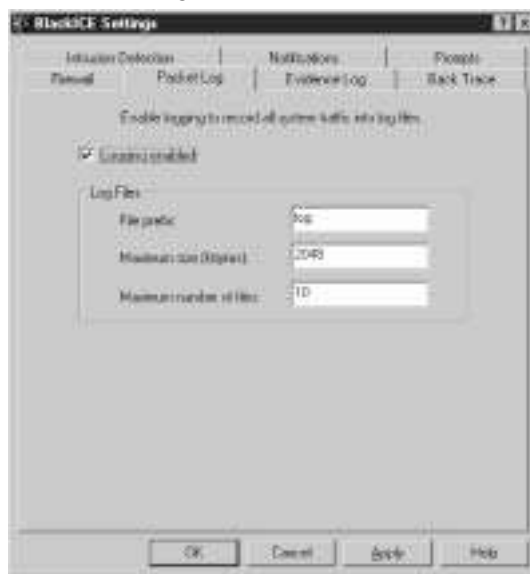 BlackICE Settings
Intrusion Detection Notifications Prompts
Firewall Packet Log Evidence Log Back Trace
Enable logging to record all system traffic into log files.
Logging enabled
Log Files
File prefix: log
Maximum size (kbytes): 2048
Maximum number of files: 10
OK Cancel Apply Help